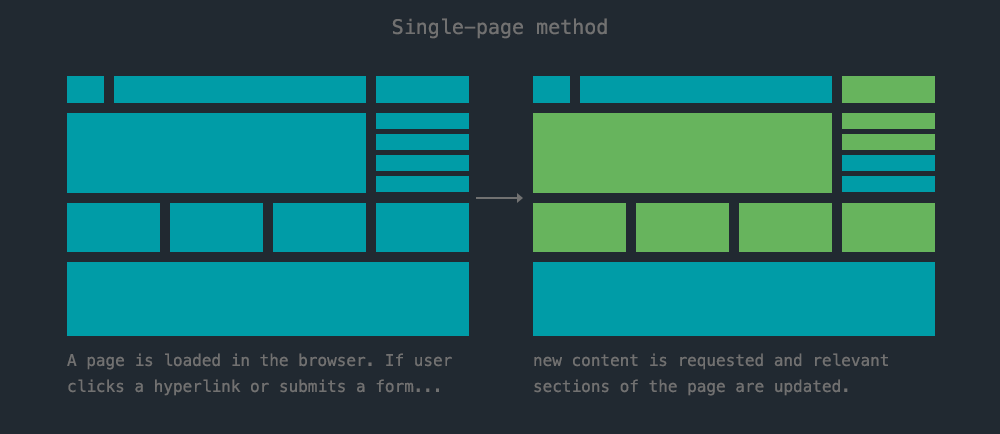 Single-page method
A page is loaded in the browser. If user
clicks a hyperlink or submits a form...
new content is requested and relevant
sections of the page are updated.